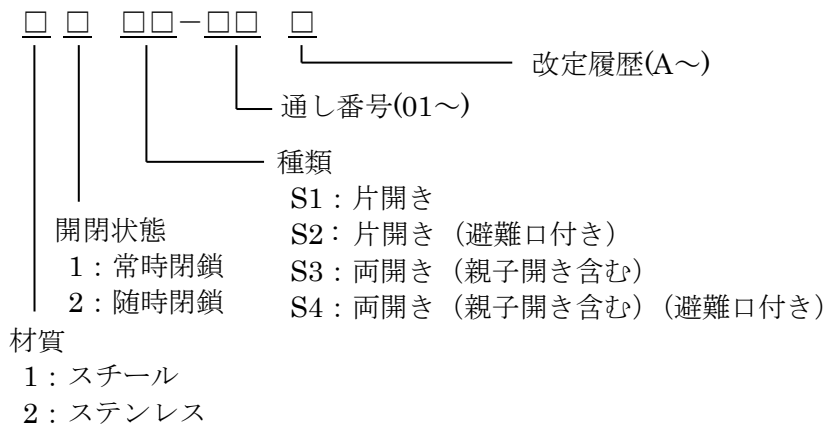 □ □ □□－□□ □
改定履歴(A～)
通し番号(01～)
種類
S1：片開き
S2：片開き（避難口付き）
S3：両開き（親子開き含む）
S4：両開き（親子開き含む）（避難口付き）
開閉状態
1：常時閉鎖
2：随時閉鎖
材質
1：スチール
2：ステンレス